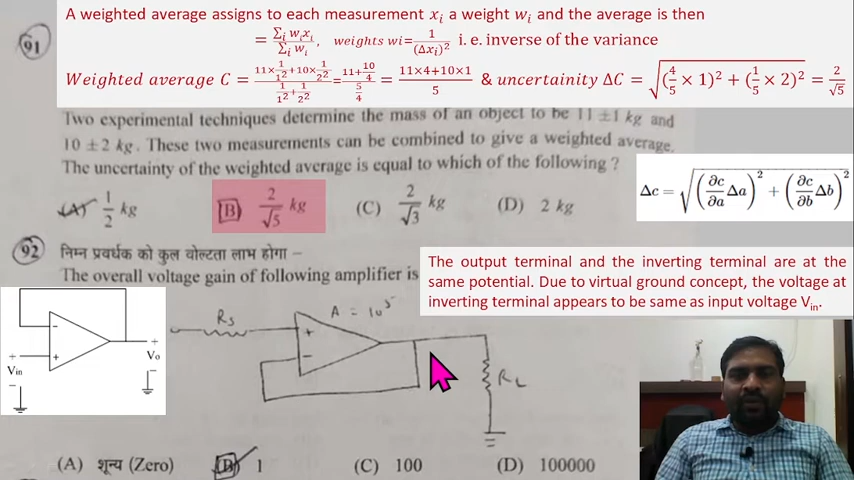 A weighted average assigns to each measurement xᵢ a weight wᵢ and the average is then
= ∑ᵢ wᵢxᵢ / ∑ᵢ wᵢ, weights wi = 1/(Δxᵢ)² i. e. inverse of the variance
Weighted average C = (11×1/1²+10×1/2²)/(1/1²+1/2²) = (11+10/4)/(5/4) = (11×4+10×1)/5 & uncertainity ΔC = √((4/5 × 1)² + (1/5 × 2)²) = 2/√5
91
Two experimental techniques determine the mass of an object to be 11 ±1 kg and
10 ± 2 kg. These two measurements can be combined to give a weighted average.
The uncertainty of the weighted average is equal to which of the following ?
(A) 1/2 kg (B) 2/√5 kg (C) 2/√3 kg (D) 2 kg
Δc = √((∂c/∂a Δa)² + (∂c/∂b Δb)²)
92 निम्न प्रवर्धक को कुल वोल्टता लाभ होगा –
The overall voltage gain of following amplifier is
The output terminal and the inverting terminal are at the
same potential. Due to virtual ground concept, the voltage at
inverting terminal appears to be same as input voltage Vᵢₙ.
-
+
+
Vin
-
+
Vo
-
Rs
A = 10⁵
+
-
RL
(A) शून्य (Zero) (B) 1 (C) 100 (D) 100000